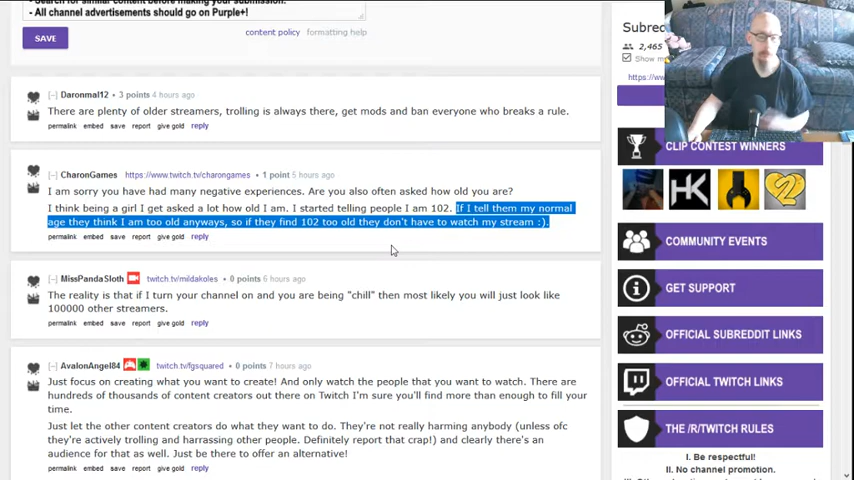 - Search for similar content before making your submission.
- All channel advertisements should go on Purple+!
SAVE
content policy formatting help
[–] Daronmal12 • 3 points 4 hours ago
There are plenty of older streamers, trolling is always there, get mods and ban everyone who breaks a rule.
permalink embed save report give gold reply
[–] CharonGames https://www.twitch.tv/charongames • 1 point 5 hours ago
I am sorry you have had many negative experiences. Are you also often asked how old you are?
I think being a girl I get asked a lot how old I am. I started telling people I am 102. If I tell them my normal
age they think I am too old anyways, so if they find 102 too old they don't have to watch my stream :).
permalink embed save report give gold reply
[–] MissPandaSloth twitch.tv/mildakoles • 0 points 6 hours ago
The reality is that if I turn your channel on and you are being "chill" then most likely you will just look like
100000 other streamers.
permalink embed save report give gold reply
[–] AvalonAngel84 twitch.tv/fgsquared • 0 points 7 hours ago
Just focus on creating what you want to create! And only watch the people that you want to watch. There are
hundreds of thousands of content creators out there on Twitch I'm sure you'll find more than enough to fill your
time.
Just let the other content creators do what they want to do. They're not really harming anybody (unless ofc
they're actively trolling and harrassing other people. Definitely report that crap!) and clearly there's an
audience for that as well. Just be there to offer an alternative!
permalink embed save report give gold reply
Subred
2,465
Show m
https://www
CLIP CONTEST WINNERS
HK
2
COMMUNITY EVENTS
GET SUPPORT
OFFICIAL SUBREDDIT LINKS
OFFICIAL TWITCH LINKS
THE /R/TWITCH RULES
I. Be respectful!
II. No channel promotion.